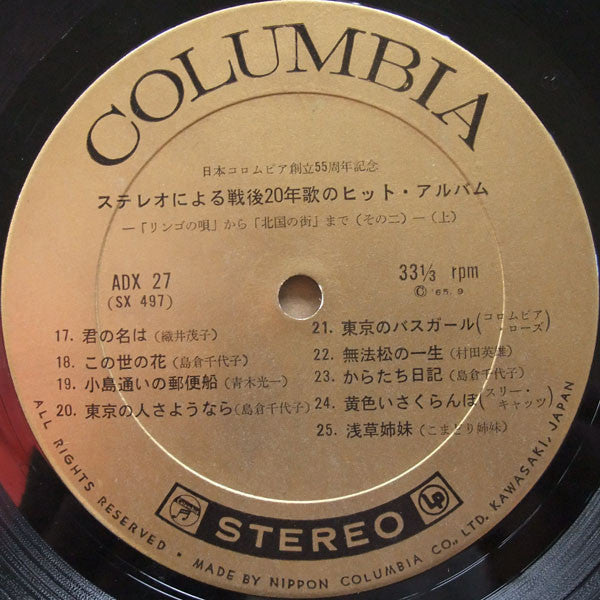 COLUMBIA
日本コロムビア創立55周年記念
ステレオによる戦後20年歌のヒット・アルバム
―「リンゴの唄」から「北国の街」まで（その二）―（上）
ADX 27
(SX 497)
33 1/3 rpm
Ⓒ '65. 9
17. 君の名は（織井茂子）
18. この世の花（島倉千代子）
19. 小島通いの郵便船（青木光一）
20. 東京の人さようなら（島倉千代子）
21. 東京のバスガール（コロムビア・ローズ）
22. 無法松の一生（村田英雄）
23. からたち日記（島倉千代子）
24. 黄色いさくらんぼ（スリー・キャッツ）
25. 浅草姉妹（こまどり姉妹）
STEREO
LP
ALL RIGHTS RESERVED • MADE BY NIPPON COLUMBIA CO., LTD. KAWASAKI, JAPAN